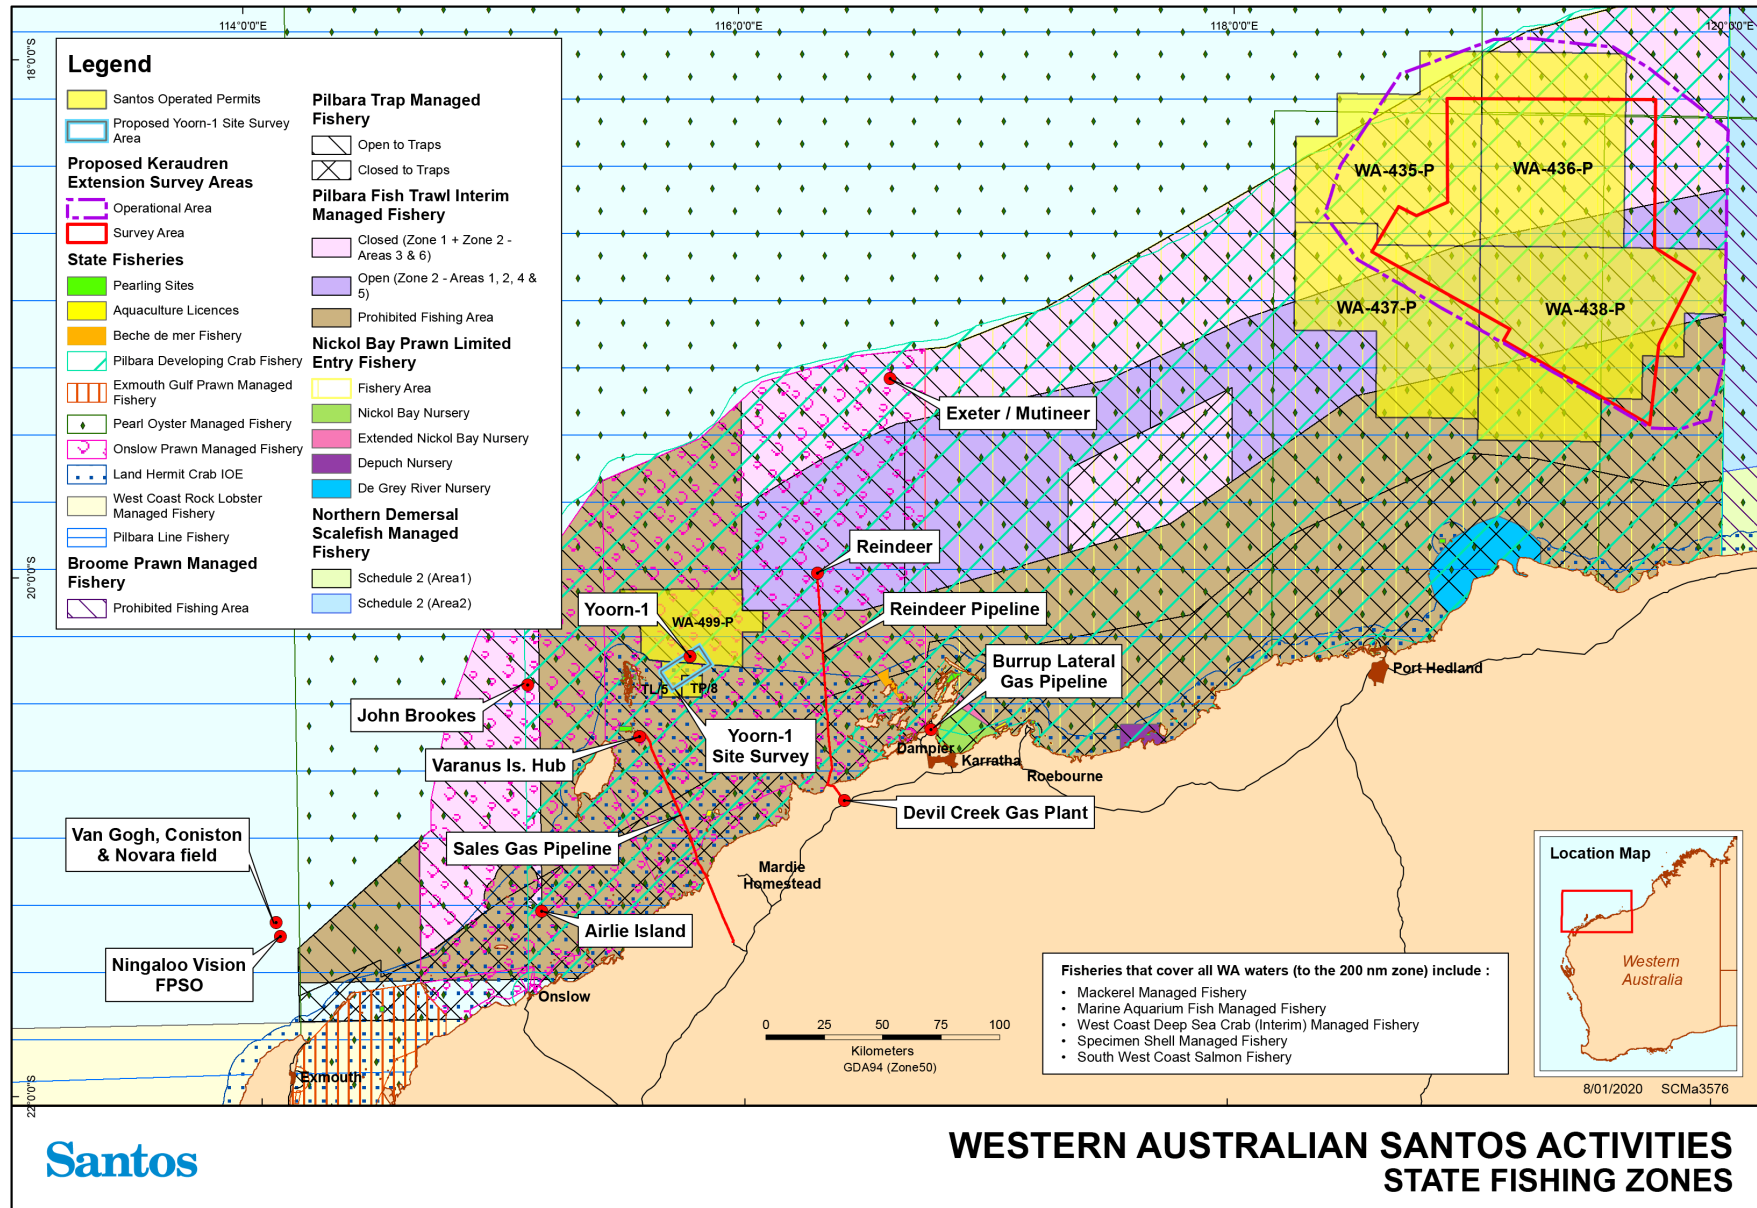 114°0'0"E
116°0'0"E
118°0'0"E
120°0'0"E
18°0'0"S
20°0'0"S
22°0'0"S
Legend
Santos Operated Permits
Proposed Yoorn-1 Site Survey
Area
Proposed Keraudren
Extension Survey Areas
Operational Area
Survey Area
State Fisheries
Pearling Sites
Aquaculture Licences
Beche de mer Fishery
Pilbara Developing Crab Fishery
Exmouth Gulf Prawn Managed
Fishery
Pearl Oyster Managed Fishery
Onslow Prawn Managed Fishery
Land Hermit Crab IOE
West Coast Rock Lobster
Managed Fishery
Pilbara Line Fishery
Broome Prawn Managed
Fishery
Prohibited Fishing Area
Pilbara Trap Managed
Fishery
Open to Traps
Closed to Traps
Pilbara Fish Trawl Interim
Managed Fishery
Closed (Zone 1 + Zone 2 -
Areas 3 & 6)
Open (Zone 2 - Areas 1, 2, 4 &
5)
Prohibited Fishing Area
Nickol Bay Prawn Limited
Entry Fishery
Fishery Area
Nickol Bay Nursery
Extended Nickol Bay Nursery
Depuch Nursery
De Grey River Nursery
Northern Demersal
Scalefish Managed
Fishery
Schedule 2 (Area1)
Schedule 2 (Area2)
WA-435-P
WA-436-P
WA-437-P
WA-438-P
Exeter / Mutineer
Reindeer
Yoorn-1
WA-499-P
Reindeer Pipeline
Burrup Lateral
Gas Pipeline
Port Hedland
TL/5
TP/8
John Brookes
Yoorn-1
Site Survey
Varanus Is. Hub
Dampier
Karratha
Roebourne
Devil Creek Gas Plant
Van Gogh, Coniston
& Novara field
Sales Gas Pipeline
Mardie
Homestead
Airlie Island
Ningaloo Vision
FPSO
Onslow
Exmouth
0 25 50 75 100
Kilometers
GDA94 (Zone50)
Fisheries that cover all WA waters (to the 200 nm zone) include :
• Mackerel Managed Fishery
• Marine Aquarium Fish Managed Fishery
• West Coast Deep Sea Crab (Interim) Managed Fishery
• Specimen Shell Managed Fishery
• South West Coast Salmon Fishery
Location Map
Western
Australia
8/01/2020 SCMa3576
Santos
WESTERN AUSTRALIAN SANTOS ACTIVITIES
STATE FISHING ZONES